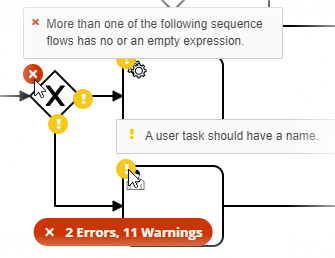 × More than one of the following sequence
flows has no or an empty expression.
×
X
!
!
!
! A user task should have a name.
!
× 2 Errors, 11 Warnings